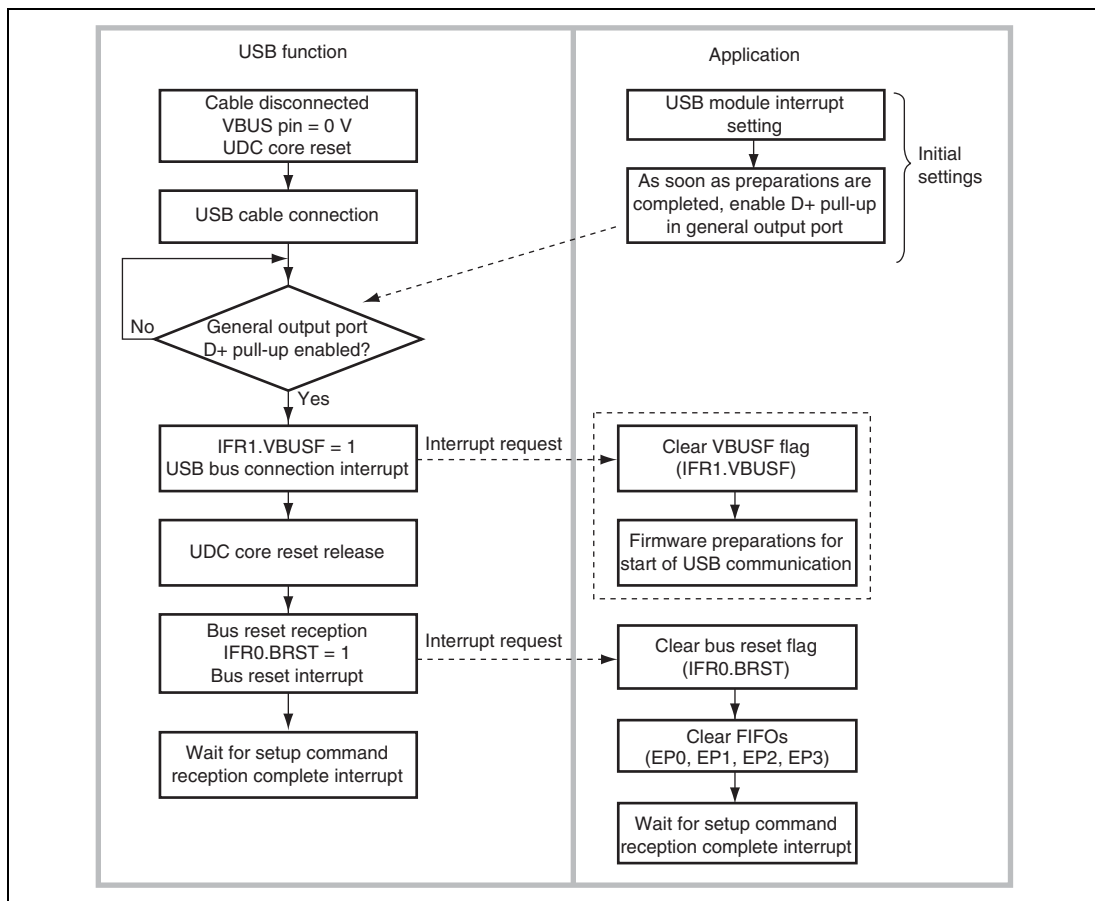 USB function
Cable disconnected
VBUS pin = 0 V
UDC core reset
USB cable connection
General output port
D+ pull-up enabled?
No
Yes
IFR1.VBUSF = 1
USB bus connection interrupt
Interrupt request
UDC core reset release
Bus reset reception
IFR0.BRST = 1
Bus reset interrupt
Interrupt request
Wait for setup command
reception complete interrupt
Application
USB module interrupt
setting
As soon as preparations are
completed, enable D+ pull-up
in general output port
Initial
settings
Clear VBUSF flag
(IFR1.VBUSF)
Firmware preparations for
start of USB communication
Clear bus reset flag
(IFR0.BRST)
Clear FIFOs
(EP0, EP1, EP2, EP3)
Wait for setup command
reception complete interrupt